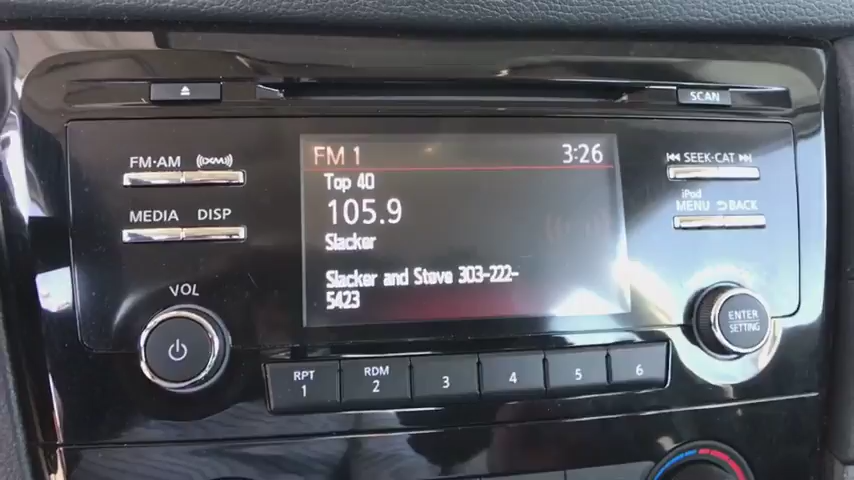 SCAN
FM·AM
((XM))
FM 1 3:26
SEEK·CAT
Top 40
iPod
MENU BACK
MEDIA DISP
105.9
Slacker
Slacker and Steve 303-222-
5423
VOL
ENTER
SETTING
RPT
1
RDM
2
3
4
5
6